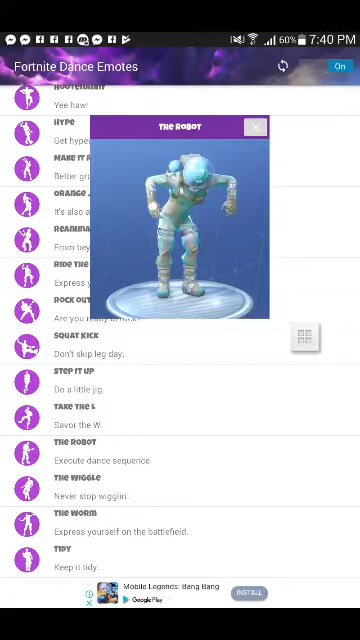 60% 7:40 PM
Fortnite Dance Emotes
On
HOOTENANNY
Yee haw!
HYPE
Get hype
THE ROBOT
MAKE IT R
Better gra
ORANGE J
It's also a
REANIMA
From bey
RIDE THE
Express y
ROCK OUT
Are you ready to rock?
SQUAT KICK
Don't skip leg day.
STEP IT UP
Do a little jig.
TAKE THE L
Savor the W.
THE ROBOT
Execute dance sequence.
THE WIGGLE
Never stop wigglin'.
THE WORM
Express yourself on the battlefield.
TIDY
Keep it tidy.
Mobile Legends: Bang Bang
Google Play
INSTALL